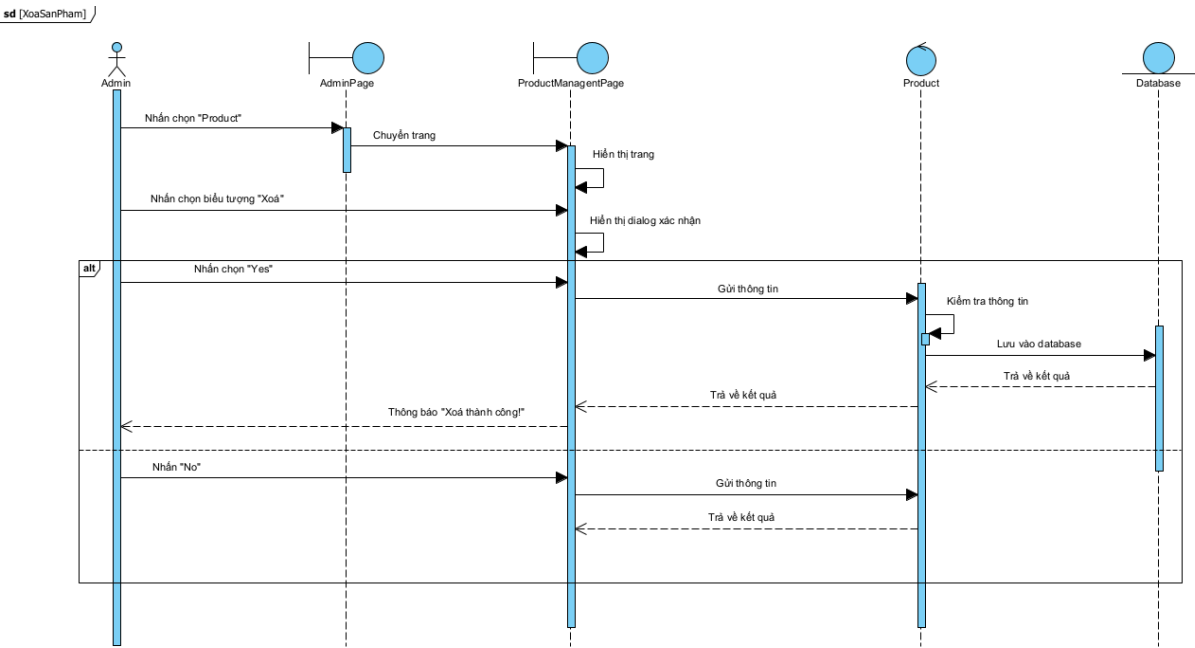 sd [XoaSanPham]
Admin
AdminPage
ProductManagentPage
Product
Database
Nhấn chọn "Product"
Chuyển trang
Hiển thị trang
Nhấn chọn biểu tượng "Xoá"
Hiển thị dialog xác nhận
alt
Nhấn chọn "Yes"
Gửi thông tin
Kiểm tra thông tin
Lưu vào database
Trả về kết quả
Trả về kết quả
Thông báo "Xoá thành công!"
Nhấn "No"
Gửi thông tin
Trả về kết quả